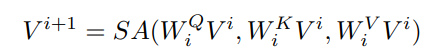 $V^{i+1} = SA(W_i^Q V^i, W_i^K V^i, W_i^V V^i)$